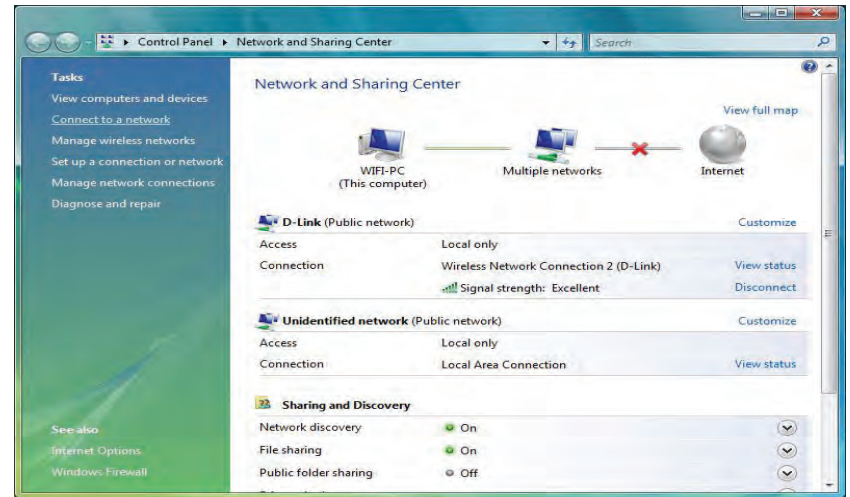 Control Panel ▸ Network and Sharing Center
Search
Tasks
View computers and devices
Connect to a network
Manage wireless networks
Set up a connection or network
Manage network connections
Diagnose and repair
See also
Internet Options
Windows Firewall
Network and Sharing Center
View full map
WIFI-PC
(This computer)
Multiple networks
Internet
D-Link (Public network) Customize
Access Local only
Connection Wireless Network Connection 2 (D-Link) View status
Signal strength: Excellent Disconnect
Unidentified network (Public network) Customize
Access Local only
Connection Local Area Connection View status
Sharing and Discovery
Network discovery On
File sharing On
Public folder sharing Off